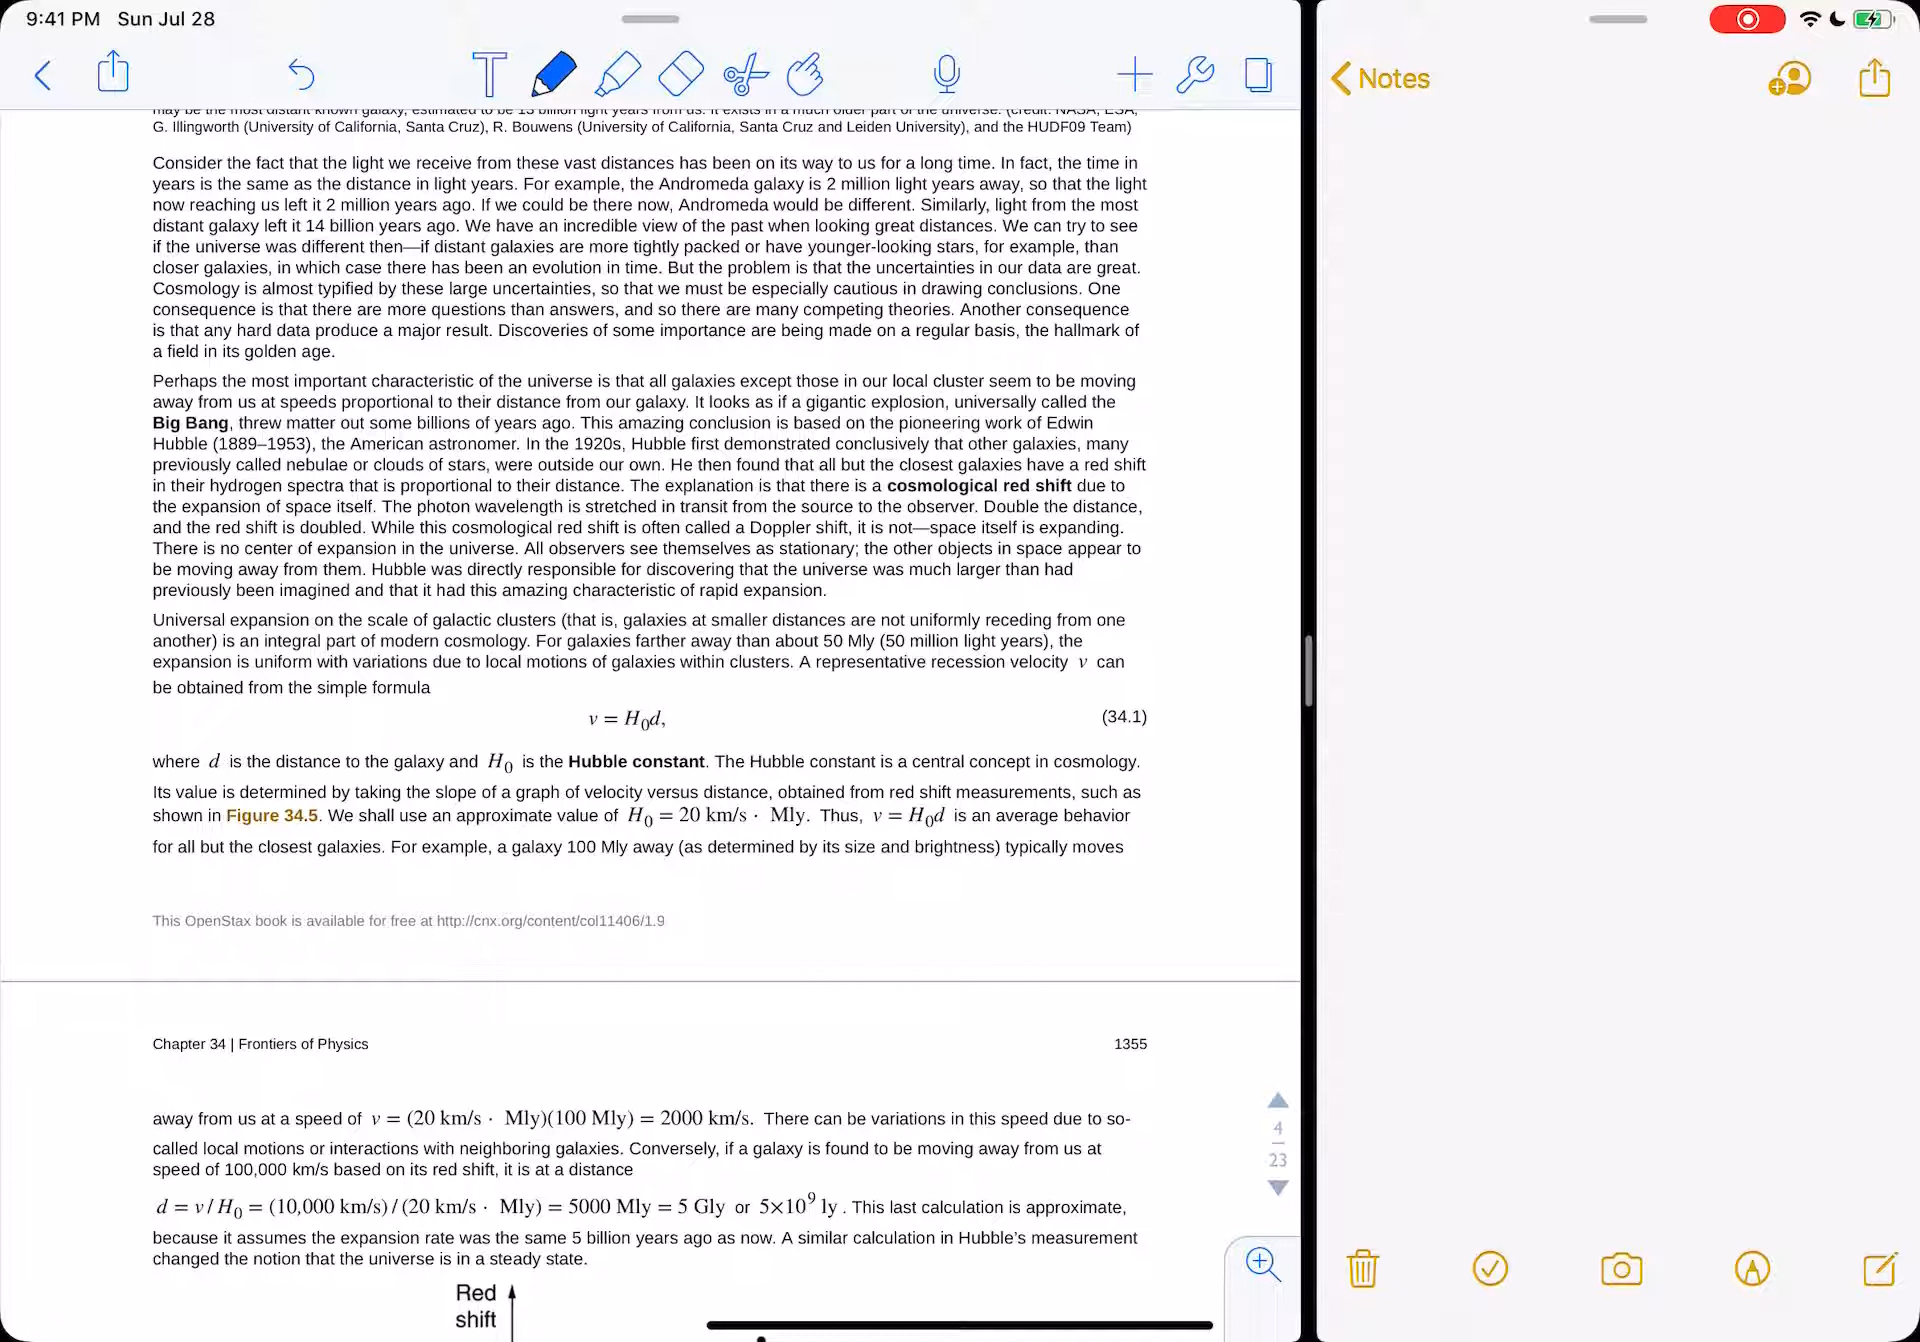 9:41 PM Sun Jul 28
T
Notes
may be the most distant known galaxy, estimated to be 13 billion light years from us. It exists in a much older part of the universe. (credit: NASA, ESA,
G. Illingworth (University of California, Santa Cruz), R. Bouwens (University of California, Santa Cruz and Leiden University), and the HUDF09 Team)
Consider the fact that the light we receive from these vast distances has been on its way to us for a long time. In fact, the time in
years is the same as the distance in light years. For example, the Andromeda galaxy is 2 million light years away, so that the light
now reaching us left it 2 million years ago. If we could be there now, Andromeda would be different. Similarly, light from the most
distant galaxy left it 14 billion years ago. We have an incredible view of the past when looking great distances. We can try to see
if the universe was different then—if distant galaxies are more tightly packed or have younger-looking stars, for example, than
closer galaxies, in which case there has been an evolution in time. But the problem is that the uncertainties in our data are great.
Cosmology is almost typified by these large uncertainties, so that we must be especially cautious in drawing conclusions. One
consequence is that there are more questions than answers, and so there are many competing theories. Another consequence
is that any hard data produce a major result. Discoveries of some importance are being made on a regular basis, the hallmark of
a field in its golden age.
Perhaps the most important characteristic of the universe is that all galaxies except those in our local cluster seem to be moving
away from us at speeds proportional to their distance from our galaxy. It looks as if a gigantic explosion, universally called the
Big Bang, threw matter out some billions of years ago. This amazing conclusion is based on the pioneering work of Edwin
Hubble (1889–1953), the American astronomer. In the 1920s, Hubble first demonstrated conclusively that other galaxies, many
previously called nebulae or clouds of stars, were outside our own. He then found that all but the closest galaxies have a red shift
in their hydrogen spectra that is proportional to their distance. The explanation is that there is a cosmological red shift due to
the expansion of space itself. The photon wavelength is stretched in transit from the source to the observer. Double the distance,
and the red shift is doubled. While this cosmological red shift is often called a Doppler shift, it is not—space itself is expanding.
There is no center of expansion in the universe. All observers see themselves as stationary; the other objects in space appear to
be moving away from them. Hubble was directly responsible for discovering that the universe was much larger than had
previously been imagined and that it had this amazing characteristic of rapid expansion.
Universal expansion on the scale of galactic clusters (that is, galaxies at smaller distances are not uniformly receding from one
another) is an integral part of modern cosmology. For galaxies farther away than about 50 Mly (50 million light years), the
expansion is uniform with variations due to local motions of galaxies within clusters. A representative recession velocity v can
be obtained from the simple formula
v = H₀d, (34.1)
where d is the distance to the galaxy and H₀ is the Hubble constant. The Hubble constant is a central concept in cosmology.
Its value is determined by taking the slope of a graph of velocity versus distance, obtained from red shift measurements, such as
shown in Figure 34.5. We shall use an approximate value of H₀ = 20 km/s · Mly. Thus, v = H₀d is an average behavior
for all but the closest galaxies. For example, a galaxy 100 Mly away (as determined by its size and brightness) typically moves
This OpenStax book is available for free at http://cnx.org/content/col11406/1.9
Chapter 34 | Frontiers of Physics 1355
away from us at a speed of v = (20 km/s · Mly)(100 Mly) = 2000 km/s. There can be variations in this speed due to so-
called local motions or interactions with neighboring galaxies. Conversely, if a galaxy is found to be moving away from us at
speed of 100,000 km/s based on its red shift, it is at a distance
d = v / H₀ = (10,000 km/s) / (20 km/s · Mly) = 5000 Mly = 5 Gly or 5×10⁹ ly . This last calculation is approximate,
because it assumes the expansion rate was the same 5 billion years ago as now. A similar calculation in Hubble's measurement
changed the notion that the universe is in a steady state.
Red
shift
4
23